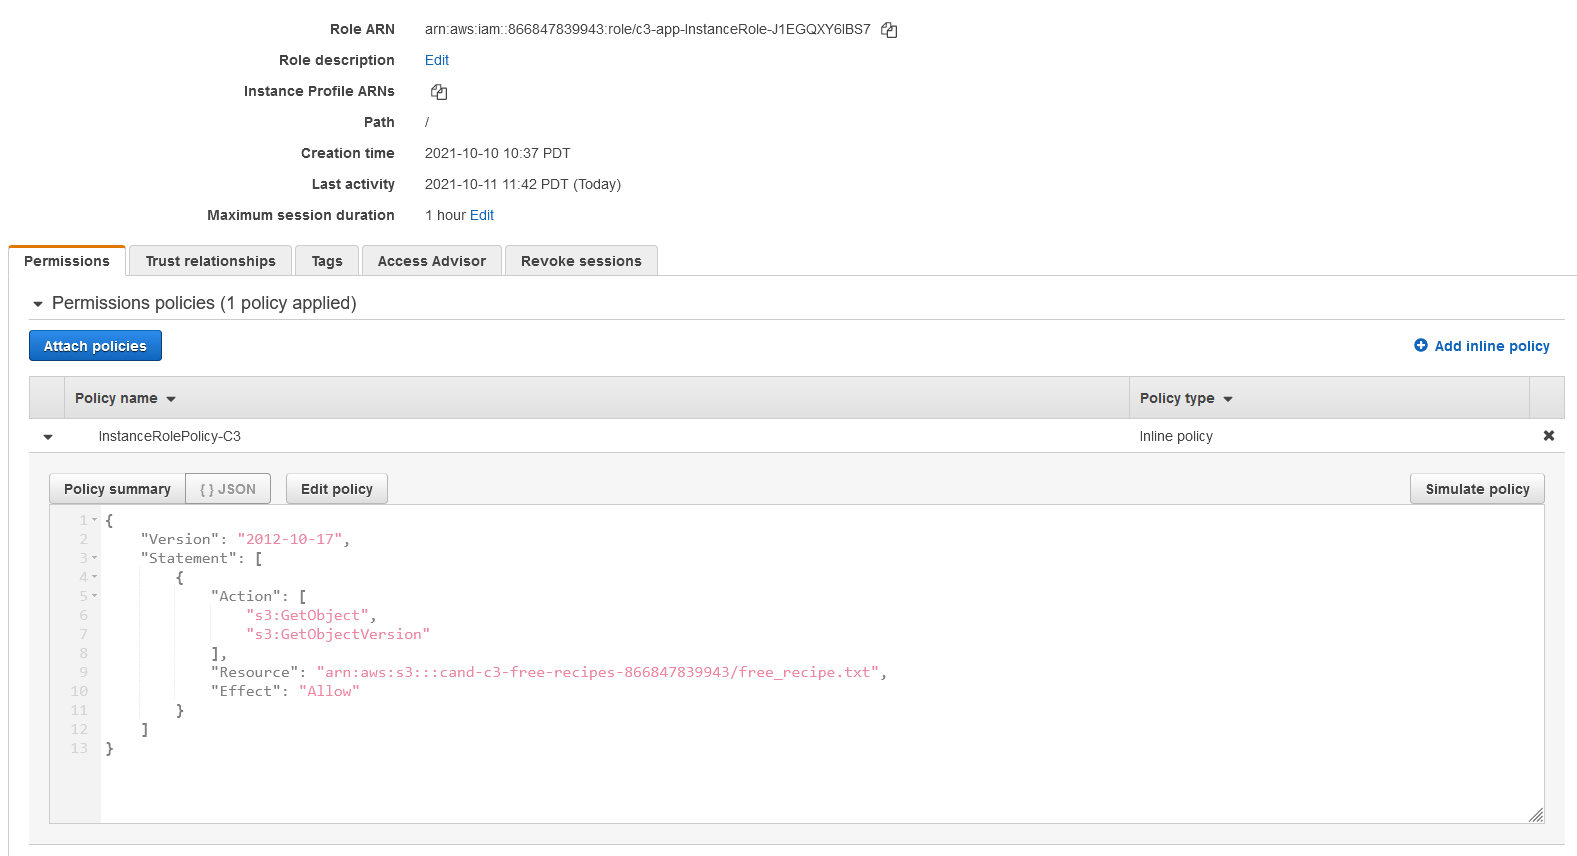 Role ARN arn:aws:iam::866847839943:role/c3-app-InstanceRole-J1EGQXY6IBS7
Role description Edit
Instance Profile ARNs
Path /
Creation time 2021-10-10 10:37 PDT
Last activity 2021-10-11 11:42 PDT (Today)
Maximum session duration 1 hour Edit
Permissions Trust relationships Tags Access Advisor Revoke sessions
Permissions policies (1 policy applied)
Attach policies Add inline policy
Policy name Policy type
InstanceRolePolicy-C3 Inline policy
Policy summary { } JSON Edit policy Simulate policy
1 {
2 "Version": "2012-10-17",
3 "Statement": [
4 {
5 "Action": [
6 "s3:GetObject",
7 "s3:GetObjectVersion"
8 ],
9 "Resource": "arn:aws:s3:::cand-c3-free-recipes-866847839943/free_recipe.txt",
10 "Effect": "Allow"
11 }
12 ]
13 }